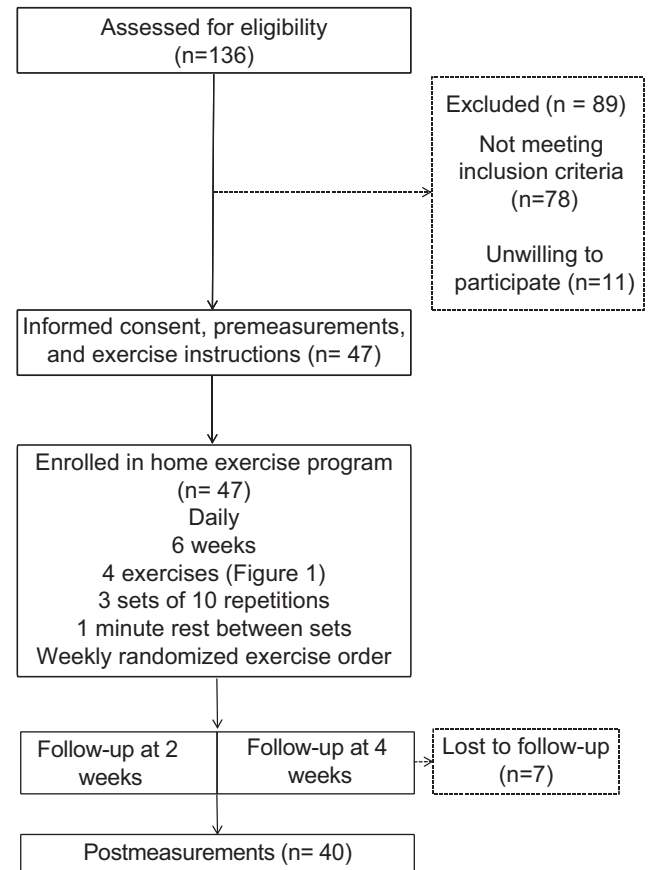 Assessed for eligibility
(n=136)
Excluded (n = 89)
Not meeting
inclusion criteria
(n=78)
Unwilling to
participate (n=11)
Informed consent, premeasurements,
and exercise instructions (n= 47)
Enrolled in home exercise program
(n= 47)
Daily
6 weeks
4 exercises (Figure 1)
3 sets of 10 repetitions
1 minute rest between sets
Weekly randomized exercise order
Follow-up at 2
weeks
Follow-up at 4
weeks
Lost to follow-up
(n=7)
Postmeasurements (n= 40)